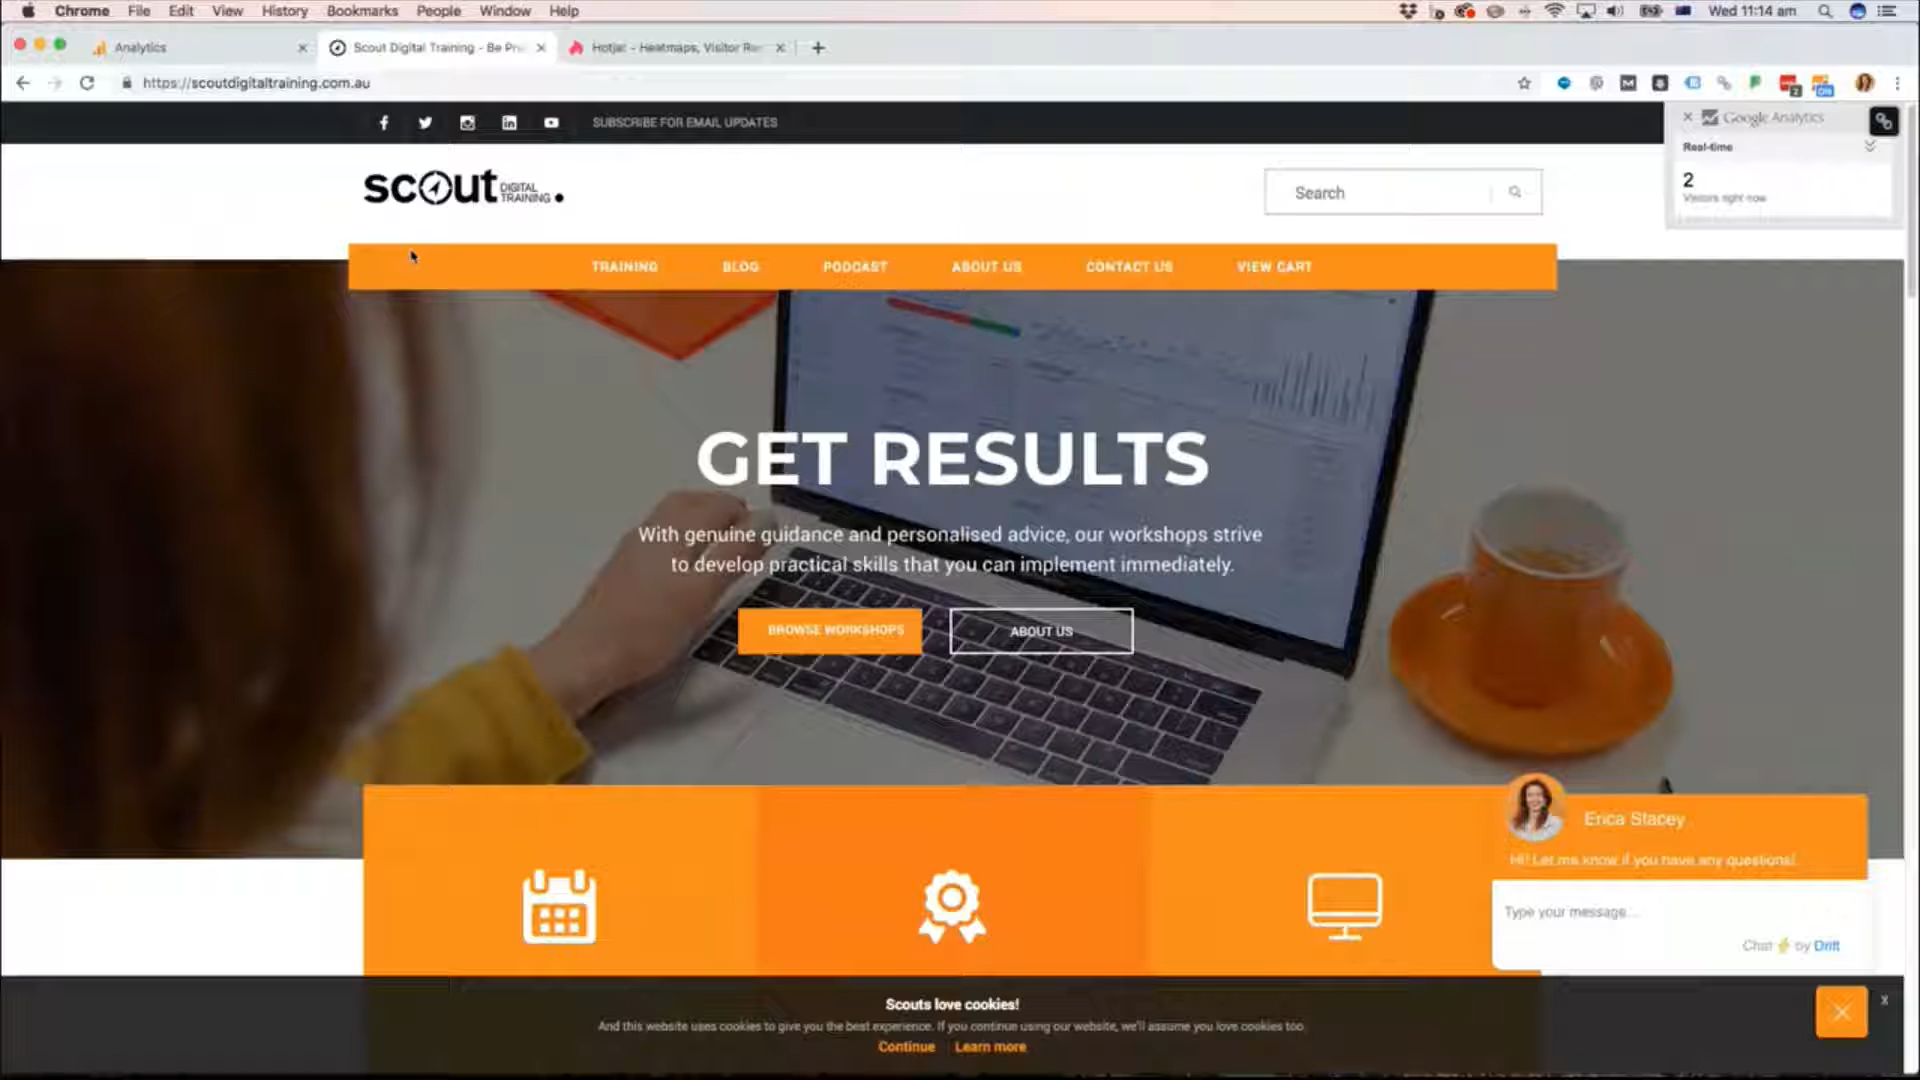 Chrome File Edit View History Bookmarks People Window Help
Wed 11:14 am
Analytics
Scout Digital Training - Be Pr
Hotjar - Heatmaps, Visitor Re
https://scoutdigitaltraining.com.au
SUBSCRIBE FOR EMAIL UPDATES
Google Analytics
Real-time
2
Visitors right now
scout DIGITAL TRAINING
Search
TRAINING BLOG PODCAST ABOUT US CONTACT US VIEW CART
GET RESULTS
With genuine guidance and personalised advice, our workshops strive
to develop practical skills that you can implement immediately.
BROWSE WORKSHOPS
ABOUT US
Erica Stacey
Hi! Let me know if you have any questions!
Type your message...
Chat ⚡ by Drift
Scouts love cookies!
And this website uses cookies to give you the best experience. If you continue using our website, we'll assume you love cookies too.
Continue Learn more
x